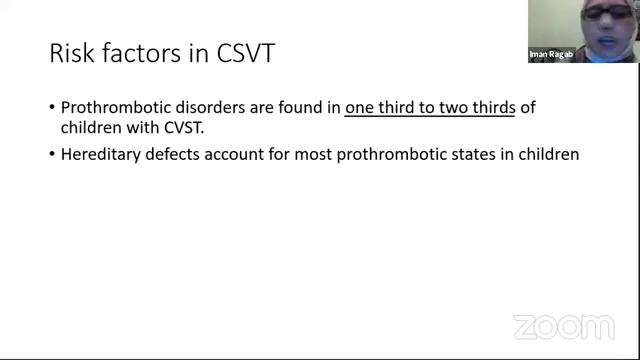 Iman Ragab
Risk factors in CSVT
• Prothrombotic disorders are found in one third to two thirds of
children with CVST.
• Hereditary defects account for most prothrombotic states in children
zoom